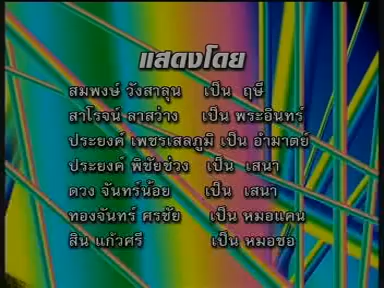 แสดงโดย
สมพงษ์ วังสาลุน เป็น ฤษี
สาโรจน์ ลาสว่าง เป็น พระอินทร์
ประยงค์ เพชรเสลภูมิ เป็น อำมาตย์
ประยงค์ พิชัยช่วง เป็น เสนา
ดวง จันทร์น้อย เป็น เสนา
ทองจันทร์ ศรชัย เป็น หมอแคน
สิน แก้วศรี เป็น หมอซอ